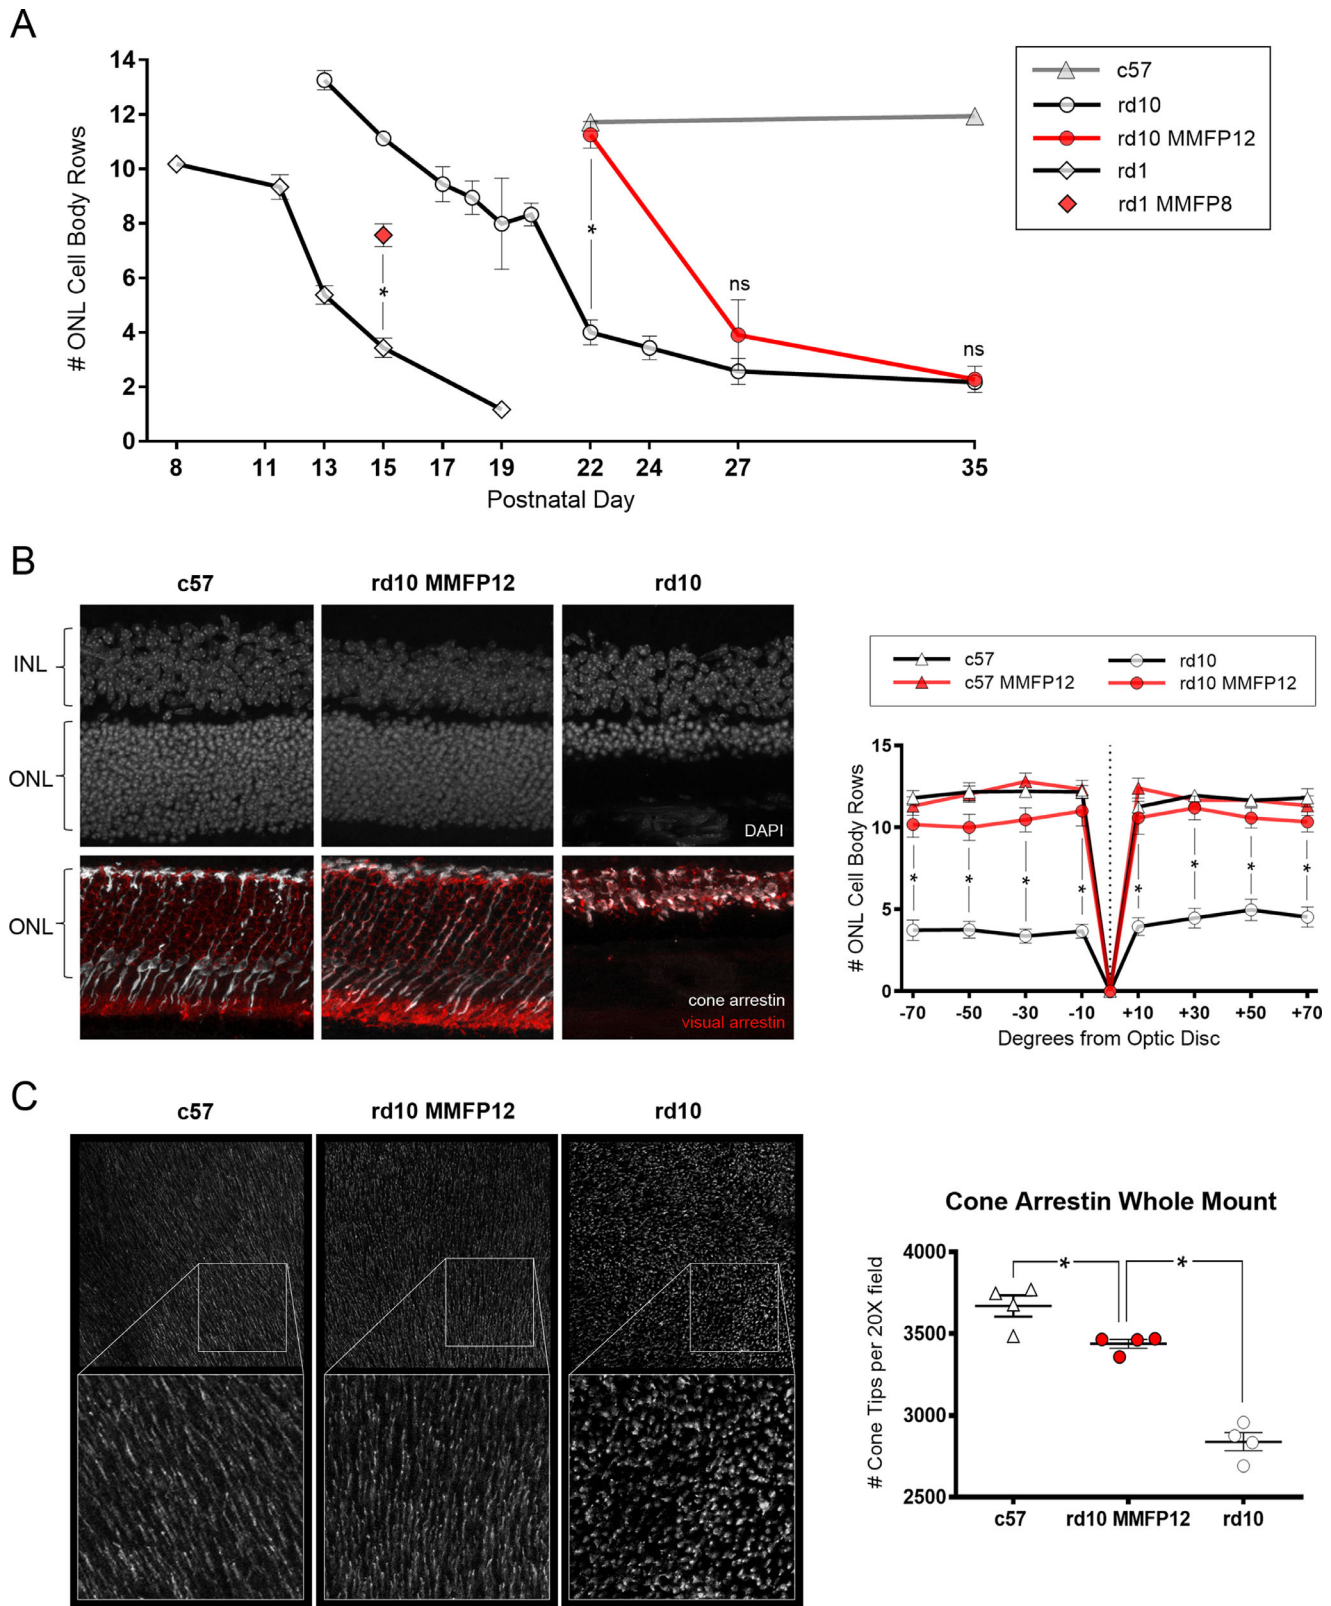 A
14
12
10
8
6
4
2
0
# ONL Cell Body Rows
8 11 13 15 17 19 22 24 27 35
Postnatal Day
* * ns ns
c57
rd10
rd10 MMFP12
rd1
rd1 MMFP8
B
c57 rd10 MMFP12 rd10
INL
ONL
DAPI
ONL
cone arrestin
visual arrestin
c57 rd10
c57 MMFP12 rd10 MMFP12
15
10
5
0
# ONL Cell Body Rows
* * * * * * * *
-70 -50 -30 -10 +10 +30 +50 +70
Degrees from Optic Disc
C
c57 rd10 MMFP12 rd10
Cone Arrestin Whole Mount
4000
3500
3000
2500
# Cone Tips per 20X field
* *
c57 rd10 MMFP12 rd10